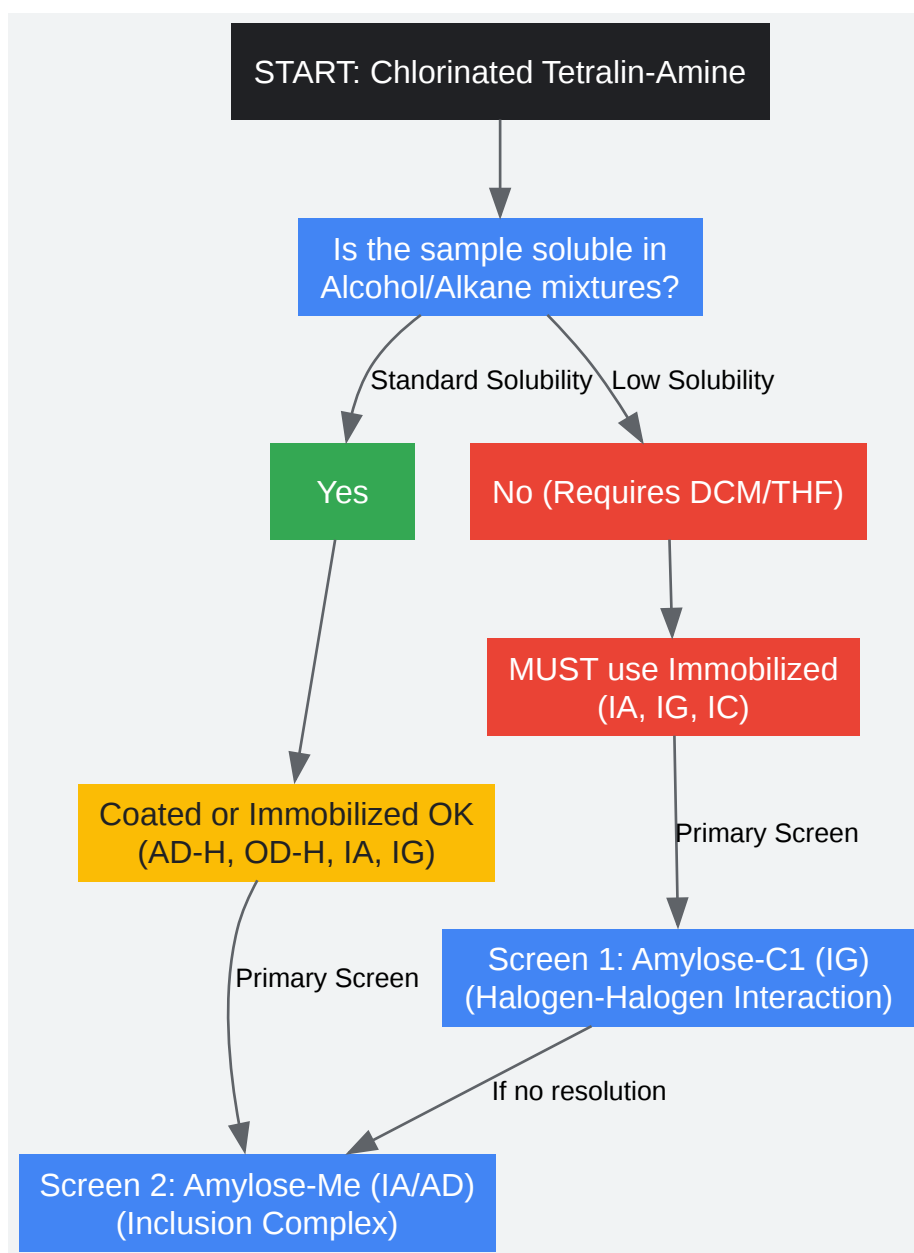 START: Chlorinated Tetralin-Amine
Is the sample soluble in
Alcohol/Alkane mixtures?
Standard Solubility
Low Solubility
Yes
No (Requires DCM/THF)
MUST use Immobilized
(IA, IG, IC)
Coated or Immobilized OK
(AD-H, OD-H, IA, IG)
Primary Screen
Screen 1: Amylose-C1 (IG)
(Halogen-Halogen Interaction)
Primary Screen
If no resolution
Screen 2: Amylose-Me (IA/AD)
(Inclusion Complex)